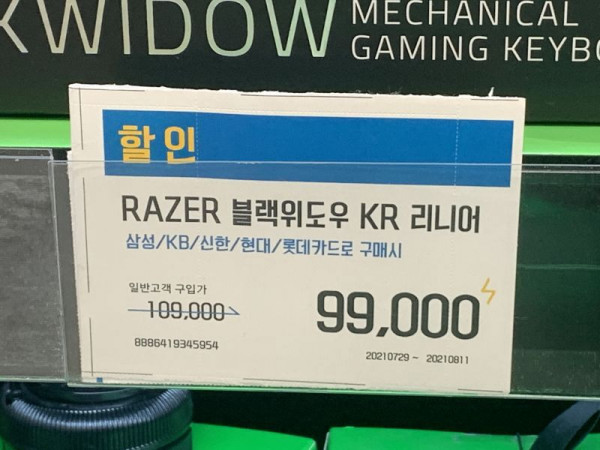 KWIDOW
MECHANICAL
GAMING KEYBO
할인
RAZER 블랙위도우 KR 리니어
삼성/KB/신한/현대/롯데카드로 구매시
일반고객 구입가
109,000
99,000
8886419345954
20210729 ~ 20210811